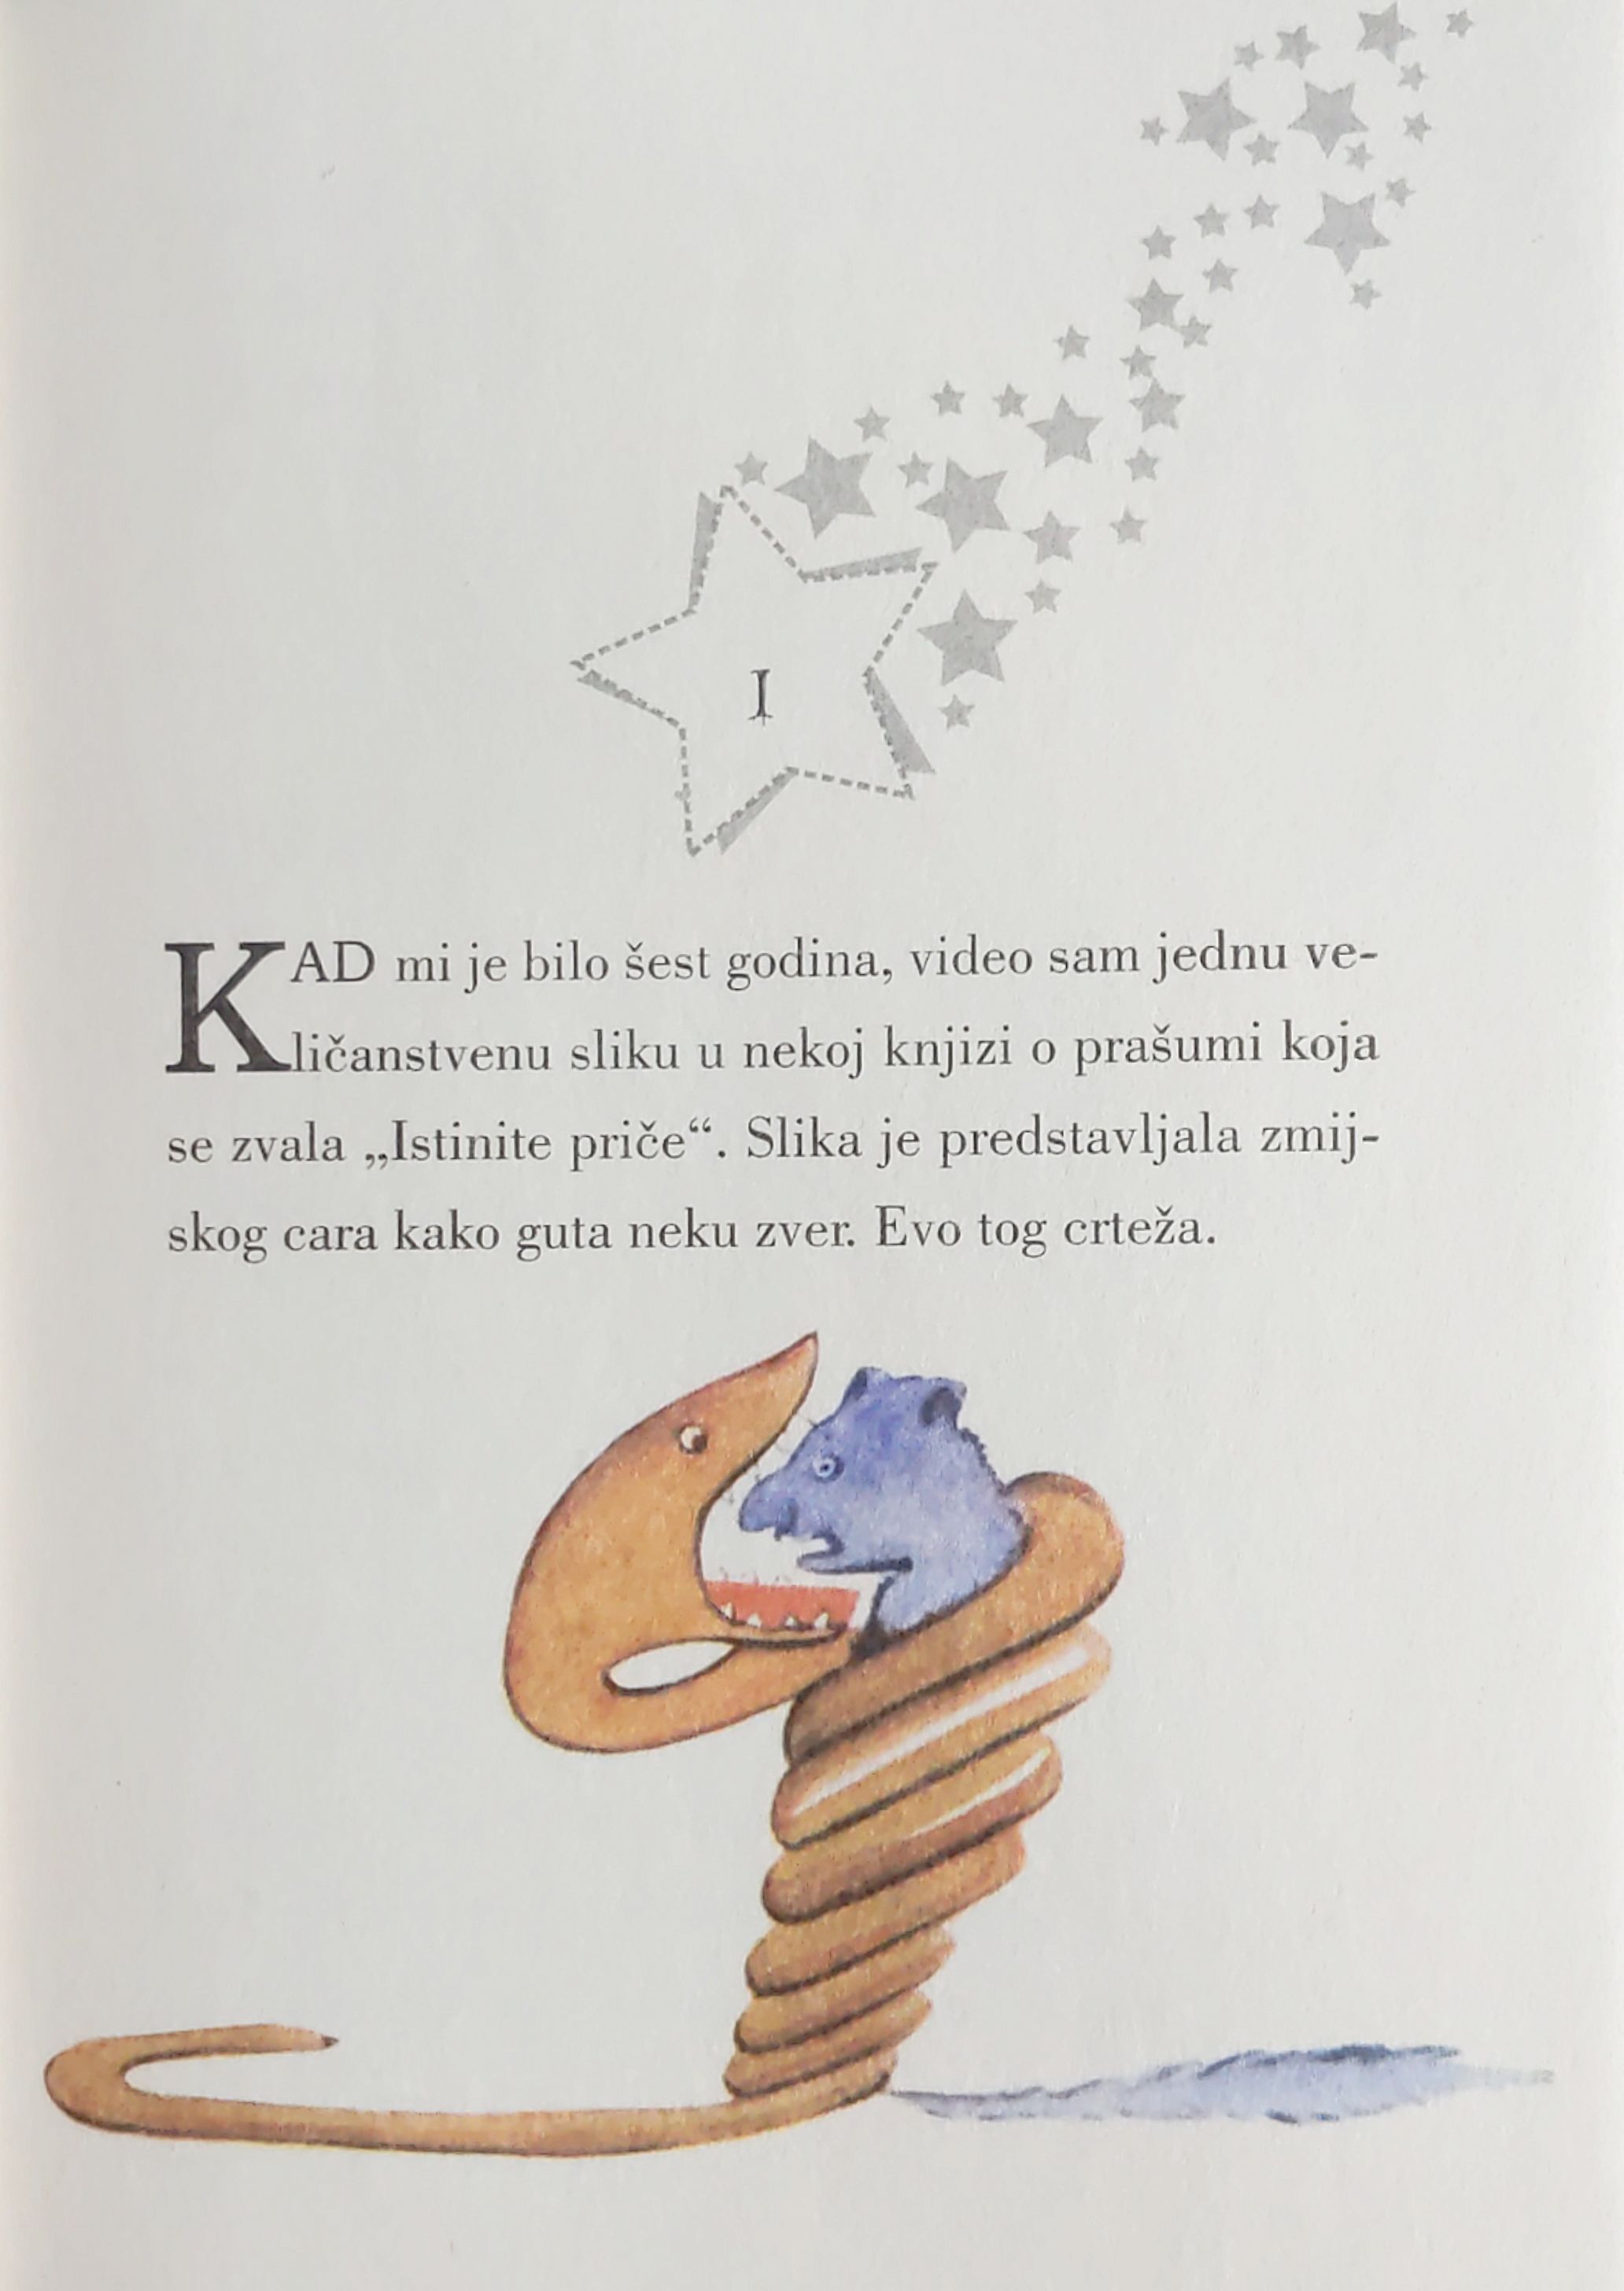 I
KAD mi je bilo šest godina, video sam jednu ve-
ličanstvenu sliku u nekoj knjizi o prašumi koja
se zvala „Istinite priče“. Slika je predstavljala zmij-
skog cara kako guta neku zver. Evo tog crteža.